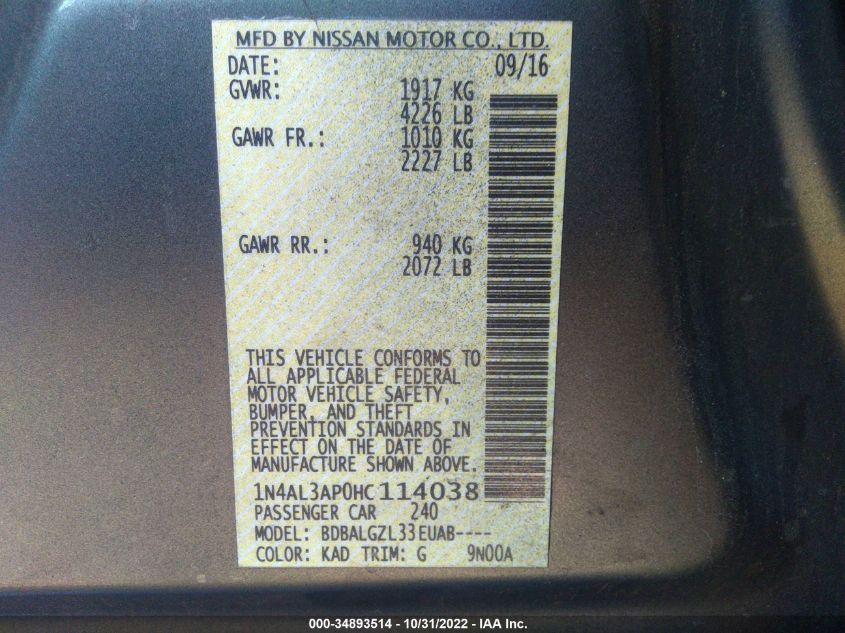 MFD BY NISSAN MOTOR CO., LTD.
DATE: 09/16
GVWR: 1917 KG
4226 LB
GAWR FR.: 1010 KG
2227 LB
GAWR RR.: 940 KG
2072 LB
THIS VEHICLE CONFORMS TO
ALL APPLICABLE FEDERAL
MOTOR VEHICLE SAFETY,
BUMPER, AND THEFT
PREVENTION STANDARDS IN
EFFECT ON THE DATE OF
MANUFACTURE SHOWN ABOVE.
1N4AL3AP0HC114038
PASSENGER CAR 240
MODEL: BDBALGZL33EUAB----
COLOR: KAD TRIM: G 9N00A
000-34893514 - 10/31/2022 - IAA Inc.